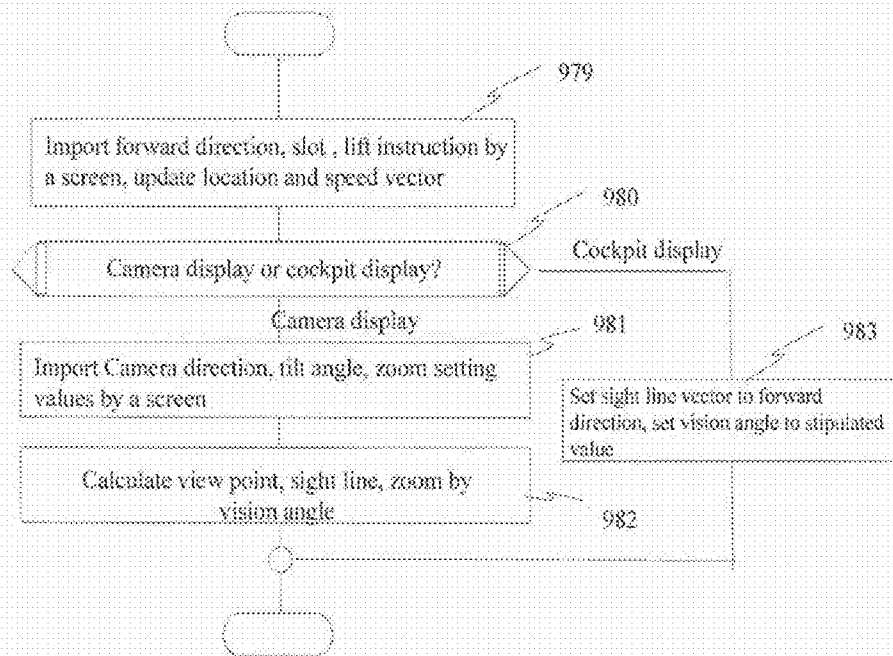 979
Import forward direction, slot , lift instruction by
a screen, update location and speed vector
980
Camera display or cockpit display?
Cockpit display
Camera display
981
Import Camera direction, tilt angle, zoom setting
values by a screen
983
Set sight line vector to forward
direction, set vision angle to stipulated
value
Calculate view point, sight line, zoom by
vision angle
982